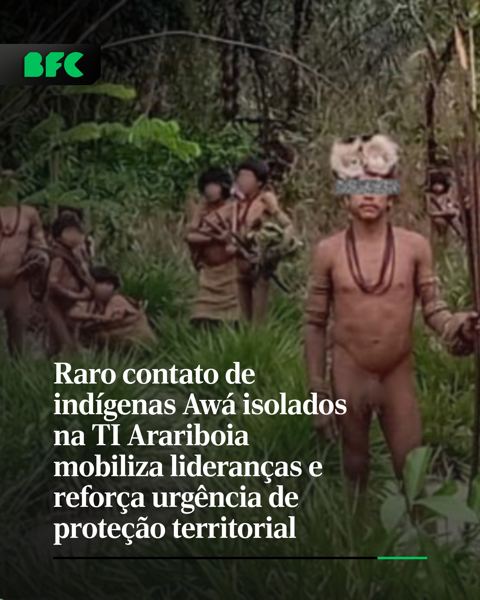 BFC
Raro contato de
indígenas Awá isolados
na TI Arariboia
mobiliza lideranças e
reforça urgência de
proteção territorial